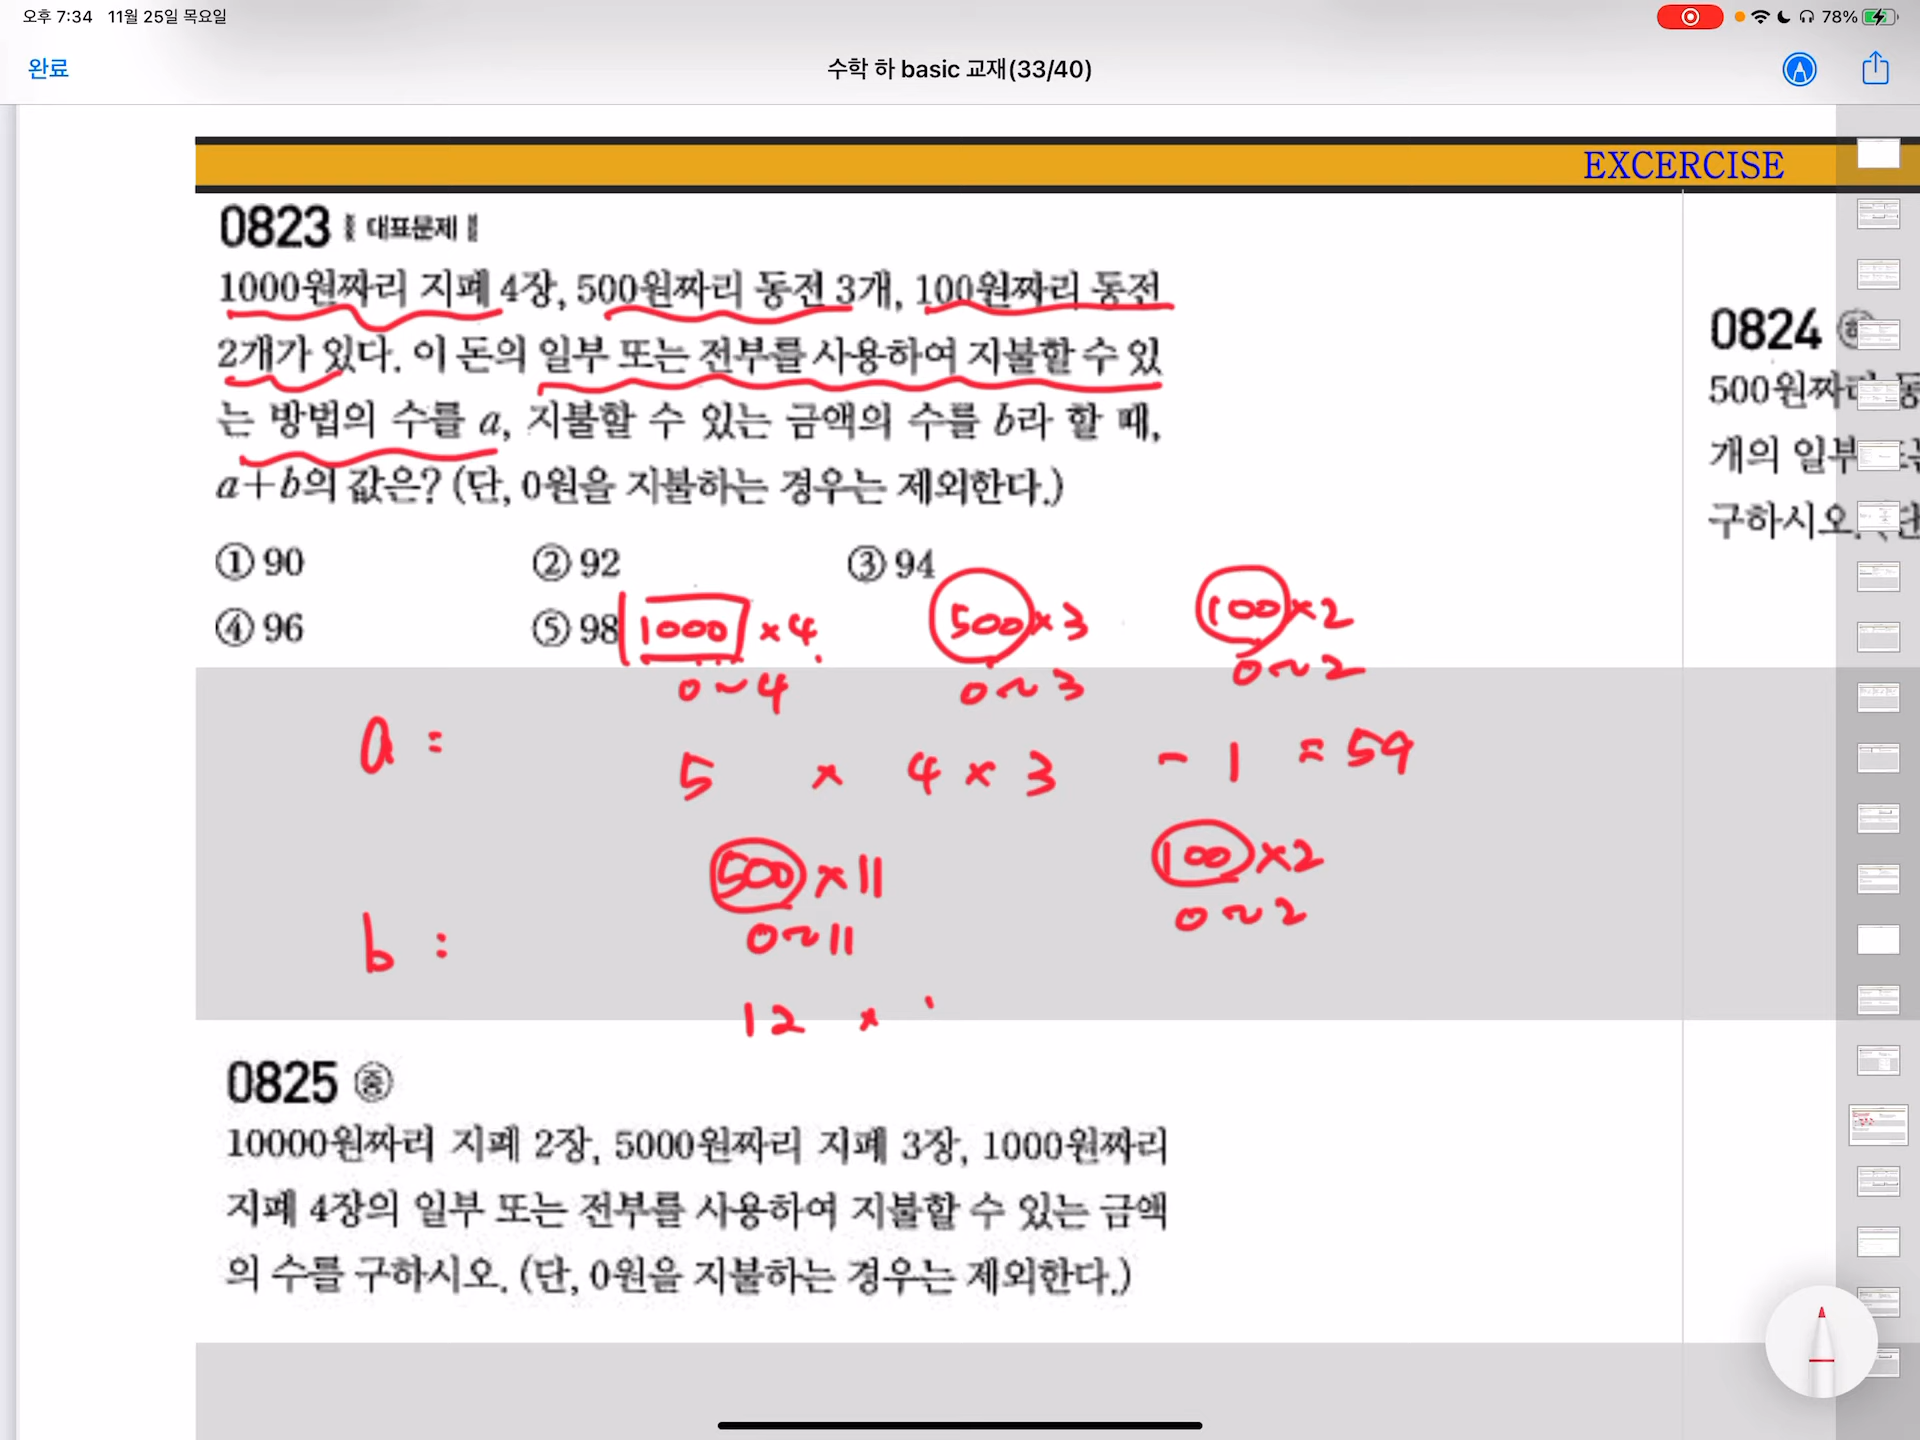 오후 7:34 11월 25일 목요일
78%
완료
수학 하 basic 교재(33/40)
EXCERCISE
0823 대표문제
1000원짜리 지폐 4장, 500원짜리 동전 3개, 100원짜리 동전
2개가 있다. 이 돈의 일부 또는 전부를 사용하여 지불할 수 있
는 방법의 수를 a, 지불할 수 있는 금액의 수를 b라 할 때,
a+b의 값은? (단, 0원을 지불하는 경우는 제외한다.)
① 90 ② 92 ③ 94
④ 96 ⑤ 98
1000 × 4 500 × 3 100 × 2
0 ~ 4 0 ~ 3 0 ~ 2
a = 5 × 4 × 3 - 1 = 59
500 × 11 100 × 2
0 ~ 11 0 ~ 2
b :
12 ×
0825 중
10000원짜리 지폐 2장, 5000원짜리 지폐 3장, 1000원짜리
지폐 4장의 일부 또는 전부를 사용하여 지불할 수 있는 금액
의 수를 구하시오. (단, 0원을 지불하는 경우는 제외한다.)
0824 하
500원짜리 동
개의 일부
구하시오.